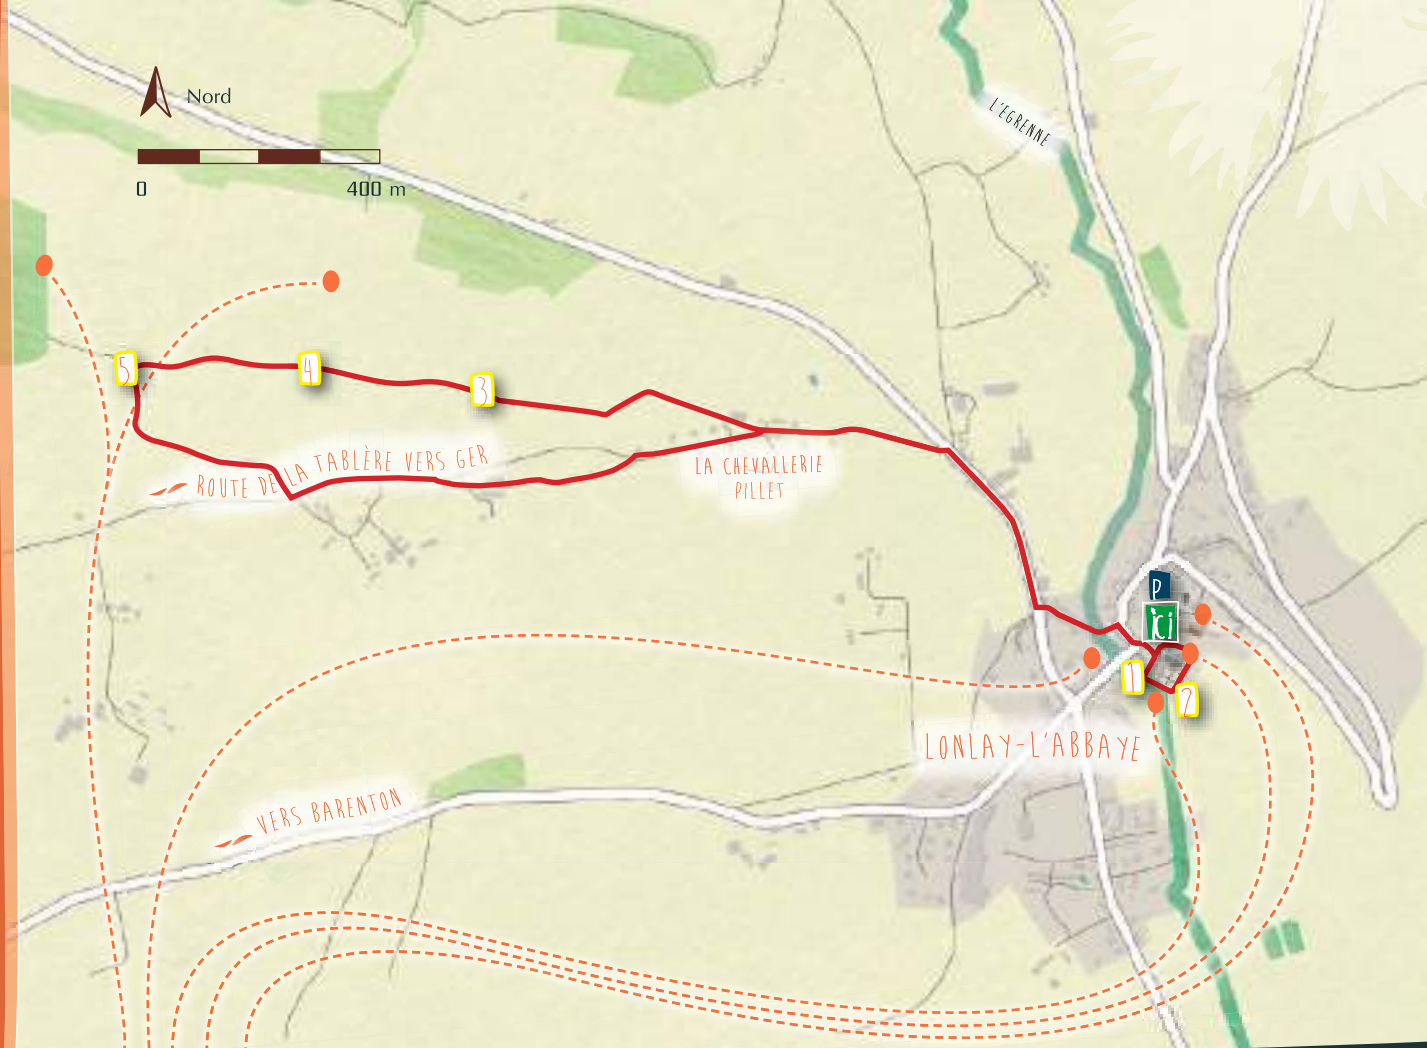 L'EGRENNE
Nord
0 400 m
5
4
3
ROUTE DE LA TABLÈRE VERS GER
LA CHEVALLERIE
PILLET
P
ICI
1
2
LONLAY-L'ABBAYE
VERS BARENTON